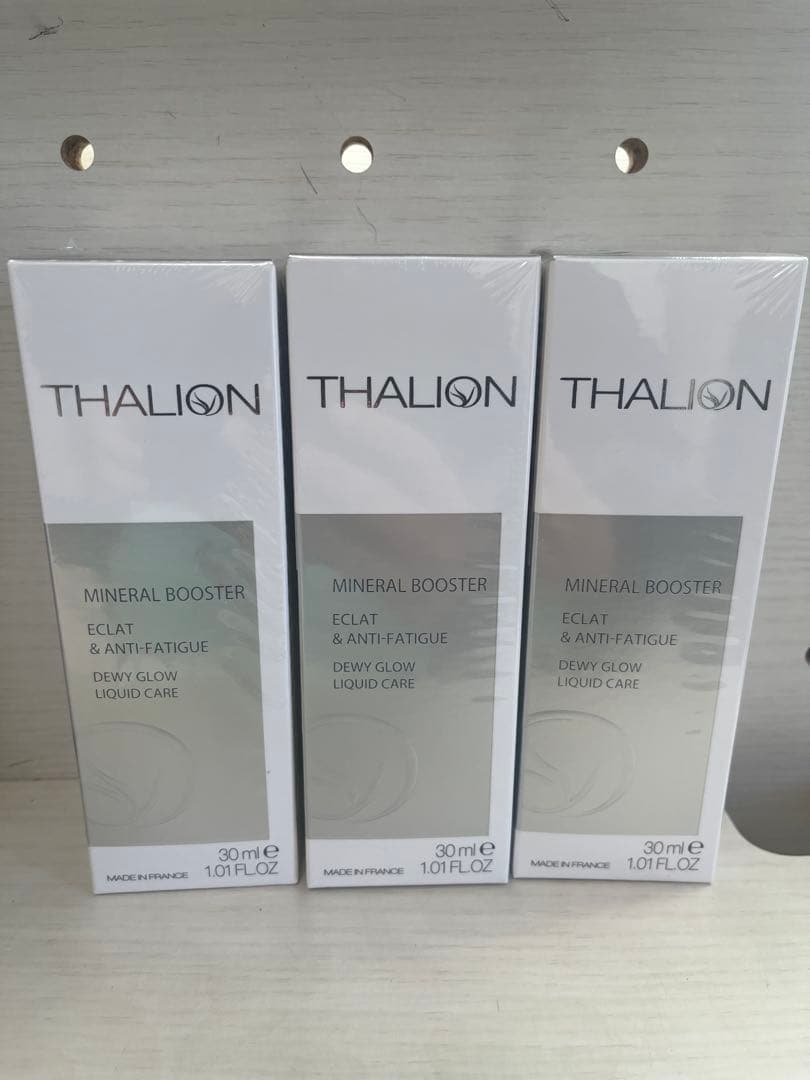 THALION
MINERAL BOOSTER
ECLAT
& ANTI-FATIGUE
DEWY GLOW
LIQUID CARE
MADE IN FRANCE
30 ml e
1.01 FL.OZ
THALION
MINERAL BOOSTER
ECLAT
& ANTI-FATIGUE
DEWY GLOW
LIQUID CARE
MADE IN FRANCE
30 ml e
1.01 FL.OZ
THALION
MINERAL BOOSTER
ECLAT
& ANTI-FATIGUE
DEWY GLOW
LIQUID CARE
MADE IN FRANCE
30 ml e
1.01 FL.OZ